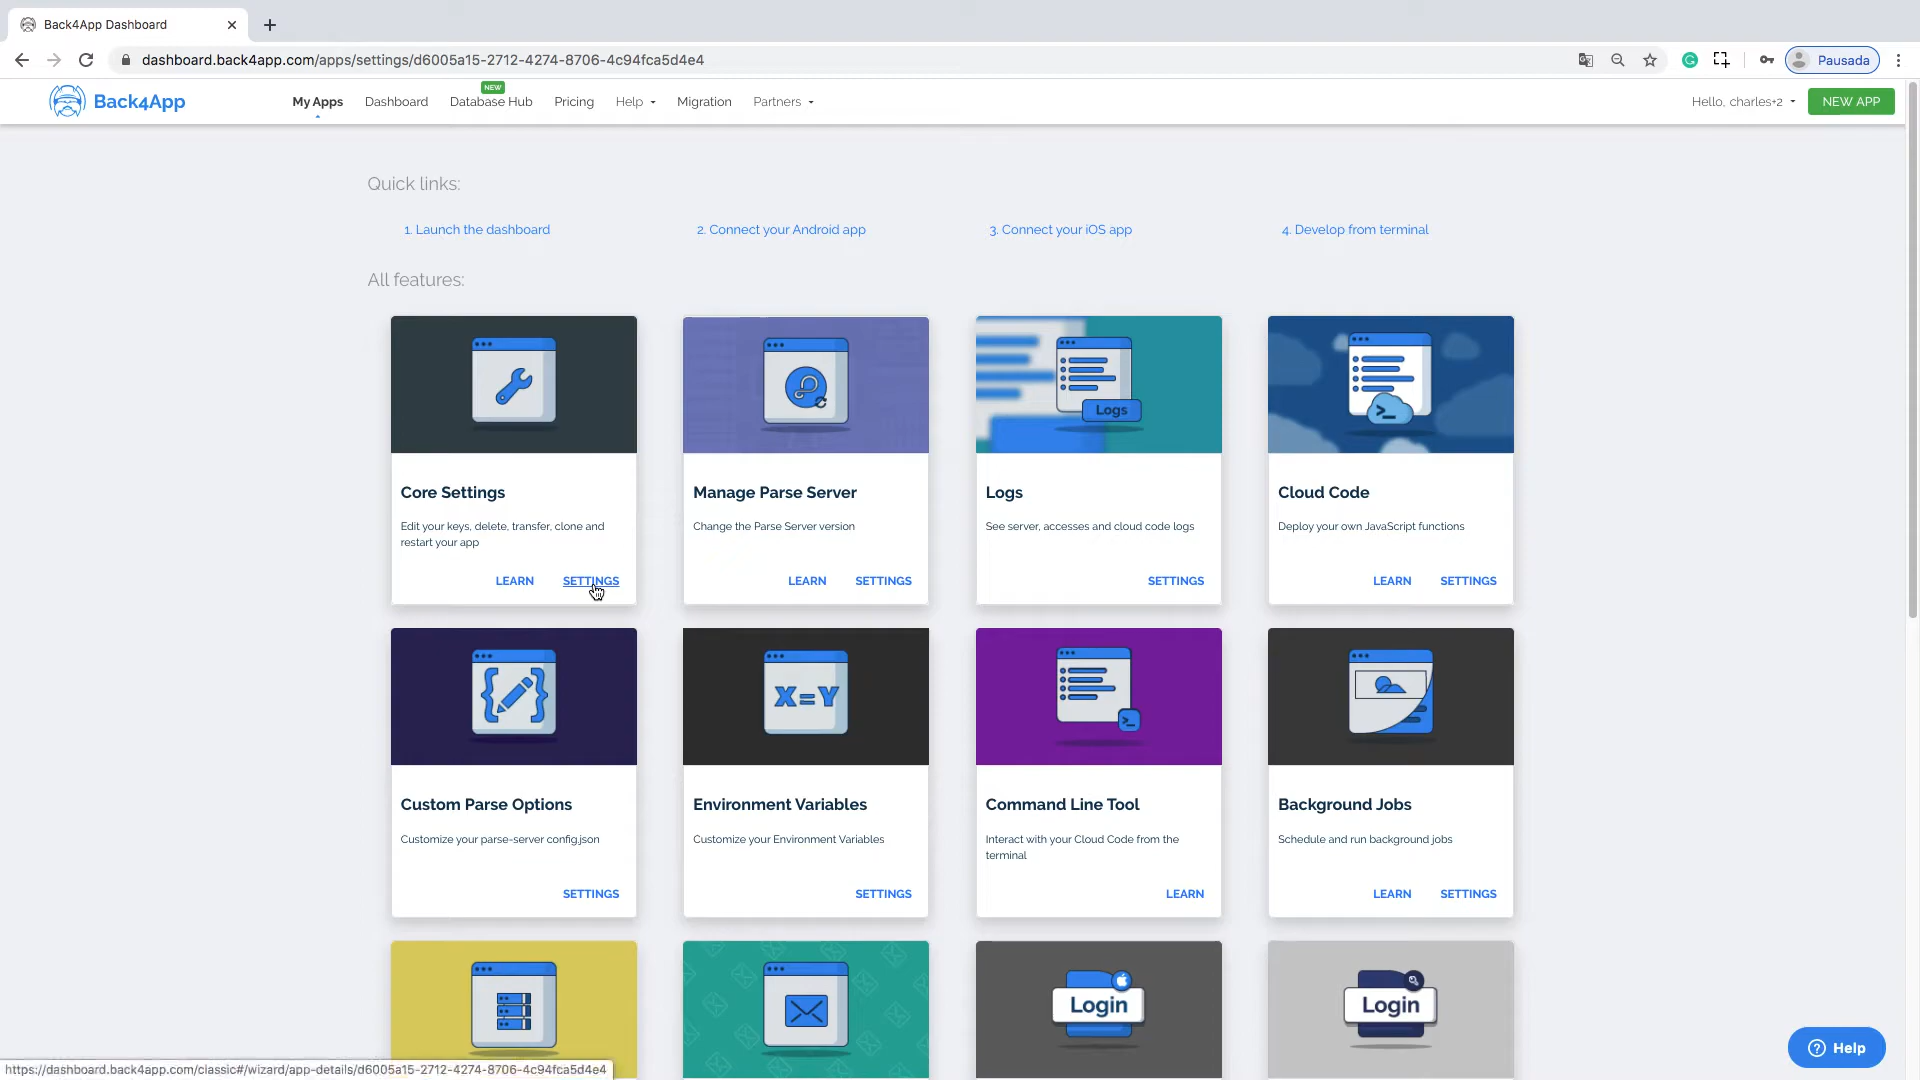 Back4App Dashboard
dashboard.back4app.com/apps/settings/d6005a15-2712-4274-8706-4c94fca5d4e4
Pausada
Back4App
My Apps
Dashboard
NEW
Database Hub
Pricing
Help
Migration
Partners
Hello, charles+2
NEW APP
Quick links:
1. Launch the dashboard
2. Connect your Android app
3. Connect your iOS app
4. Develop from terminal
All features:
Logs
Core Settings
Edit your keys, delete, transfer, clone and
restart your app
LEARN
SETTINGS
Manage Parse Server
Change the Parse Server version
LEARN
SETTINGS
Logs
See server, accesses and cloud code logs
SETTINGS
Cloud Code
Deploy your own JavaScript functions
LEARN
SETTINGS
X=Y
Custom Parse Options
Customize your parse-server config.json
SETTINGS
Environment Variables
Customize your Environment Variables
SETTINGS
Command Line Tool
Interact with your Cloud Code from the
terminal
LEARN
Background Jobs
Schedule and run background jobs
LEARN
SETTINGS
Login
Login
Help
https://dashboard.back4app.com/classic#/wizard/app-details/d6005a15-2712-4274-8706-4c94fca5d4e4